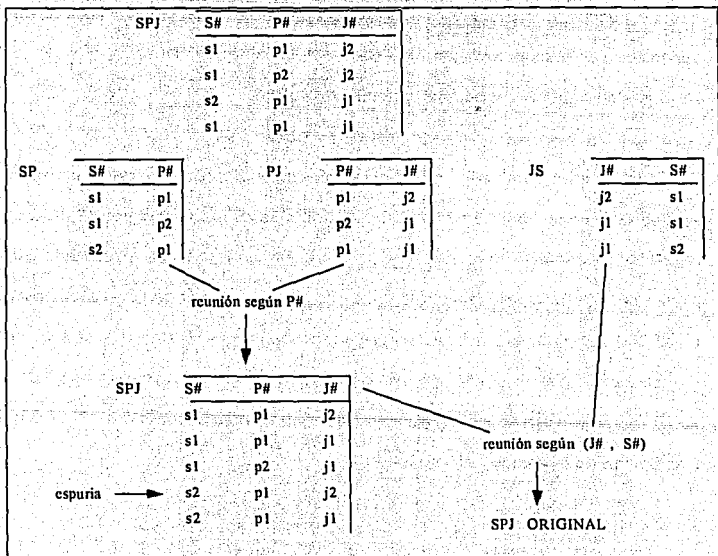 SPJ S# P# J#
s1 p1 j2
s1 p2 j2
s2 p1 j1
s1 p1 j1
SP S# P# PJ P# J# JS J# S#
s1 p1 p1 j2 j2 s1
s1 p2 p2 j1 j1 s1
s2 p1 p1 j1 j1 s2
reunión según P#
SPJ S# P# J#
s1 p1 j2
s1 p1 j1
s1 p2 j1
espuria s2 p1 j2
s2 p1 j1
reunión según (J# , S#)
SPJ ORIGINAL